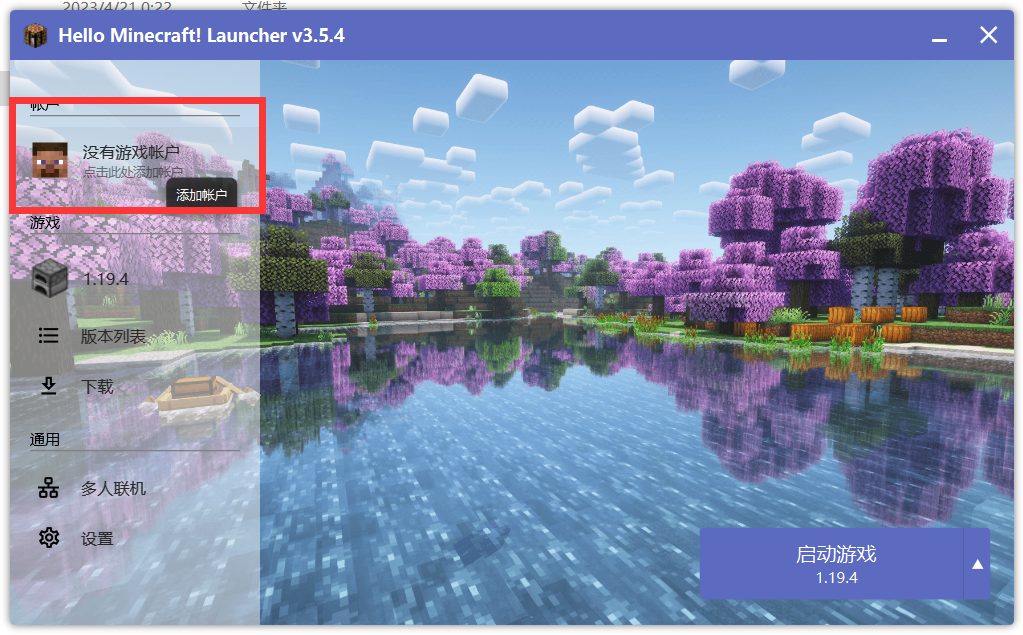 2023/4/21 0:22 文件夹
Hello Minecraft! Launcher v3.5.4
帐户
没有游戏帐户
点击此处添加帐户
添加帐户
游戏
1.19.4
版本列表
下载
通用
多人联机
设置
启动游戏
1.19.4